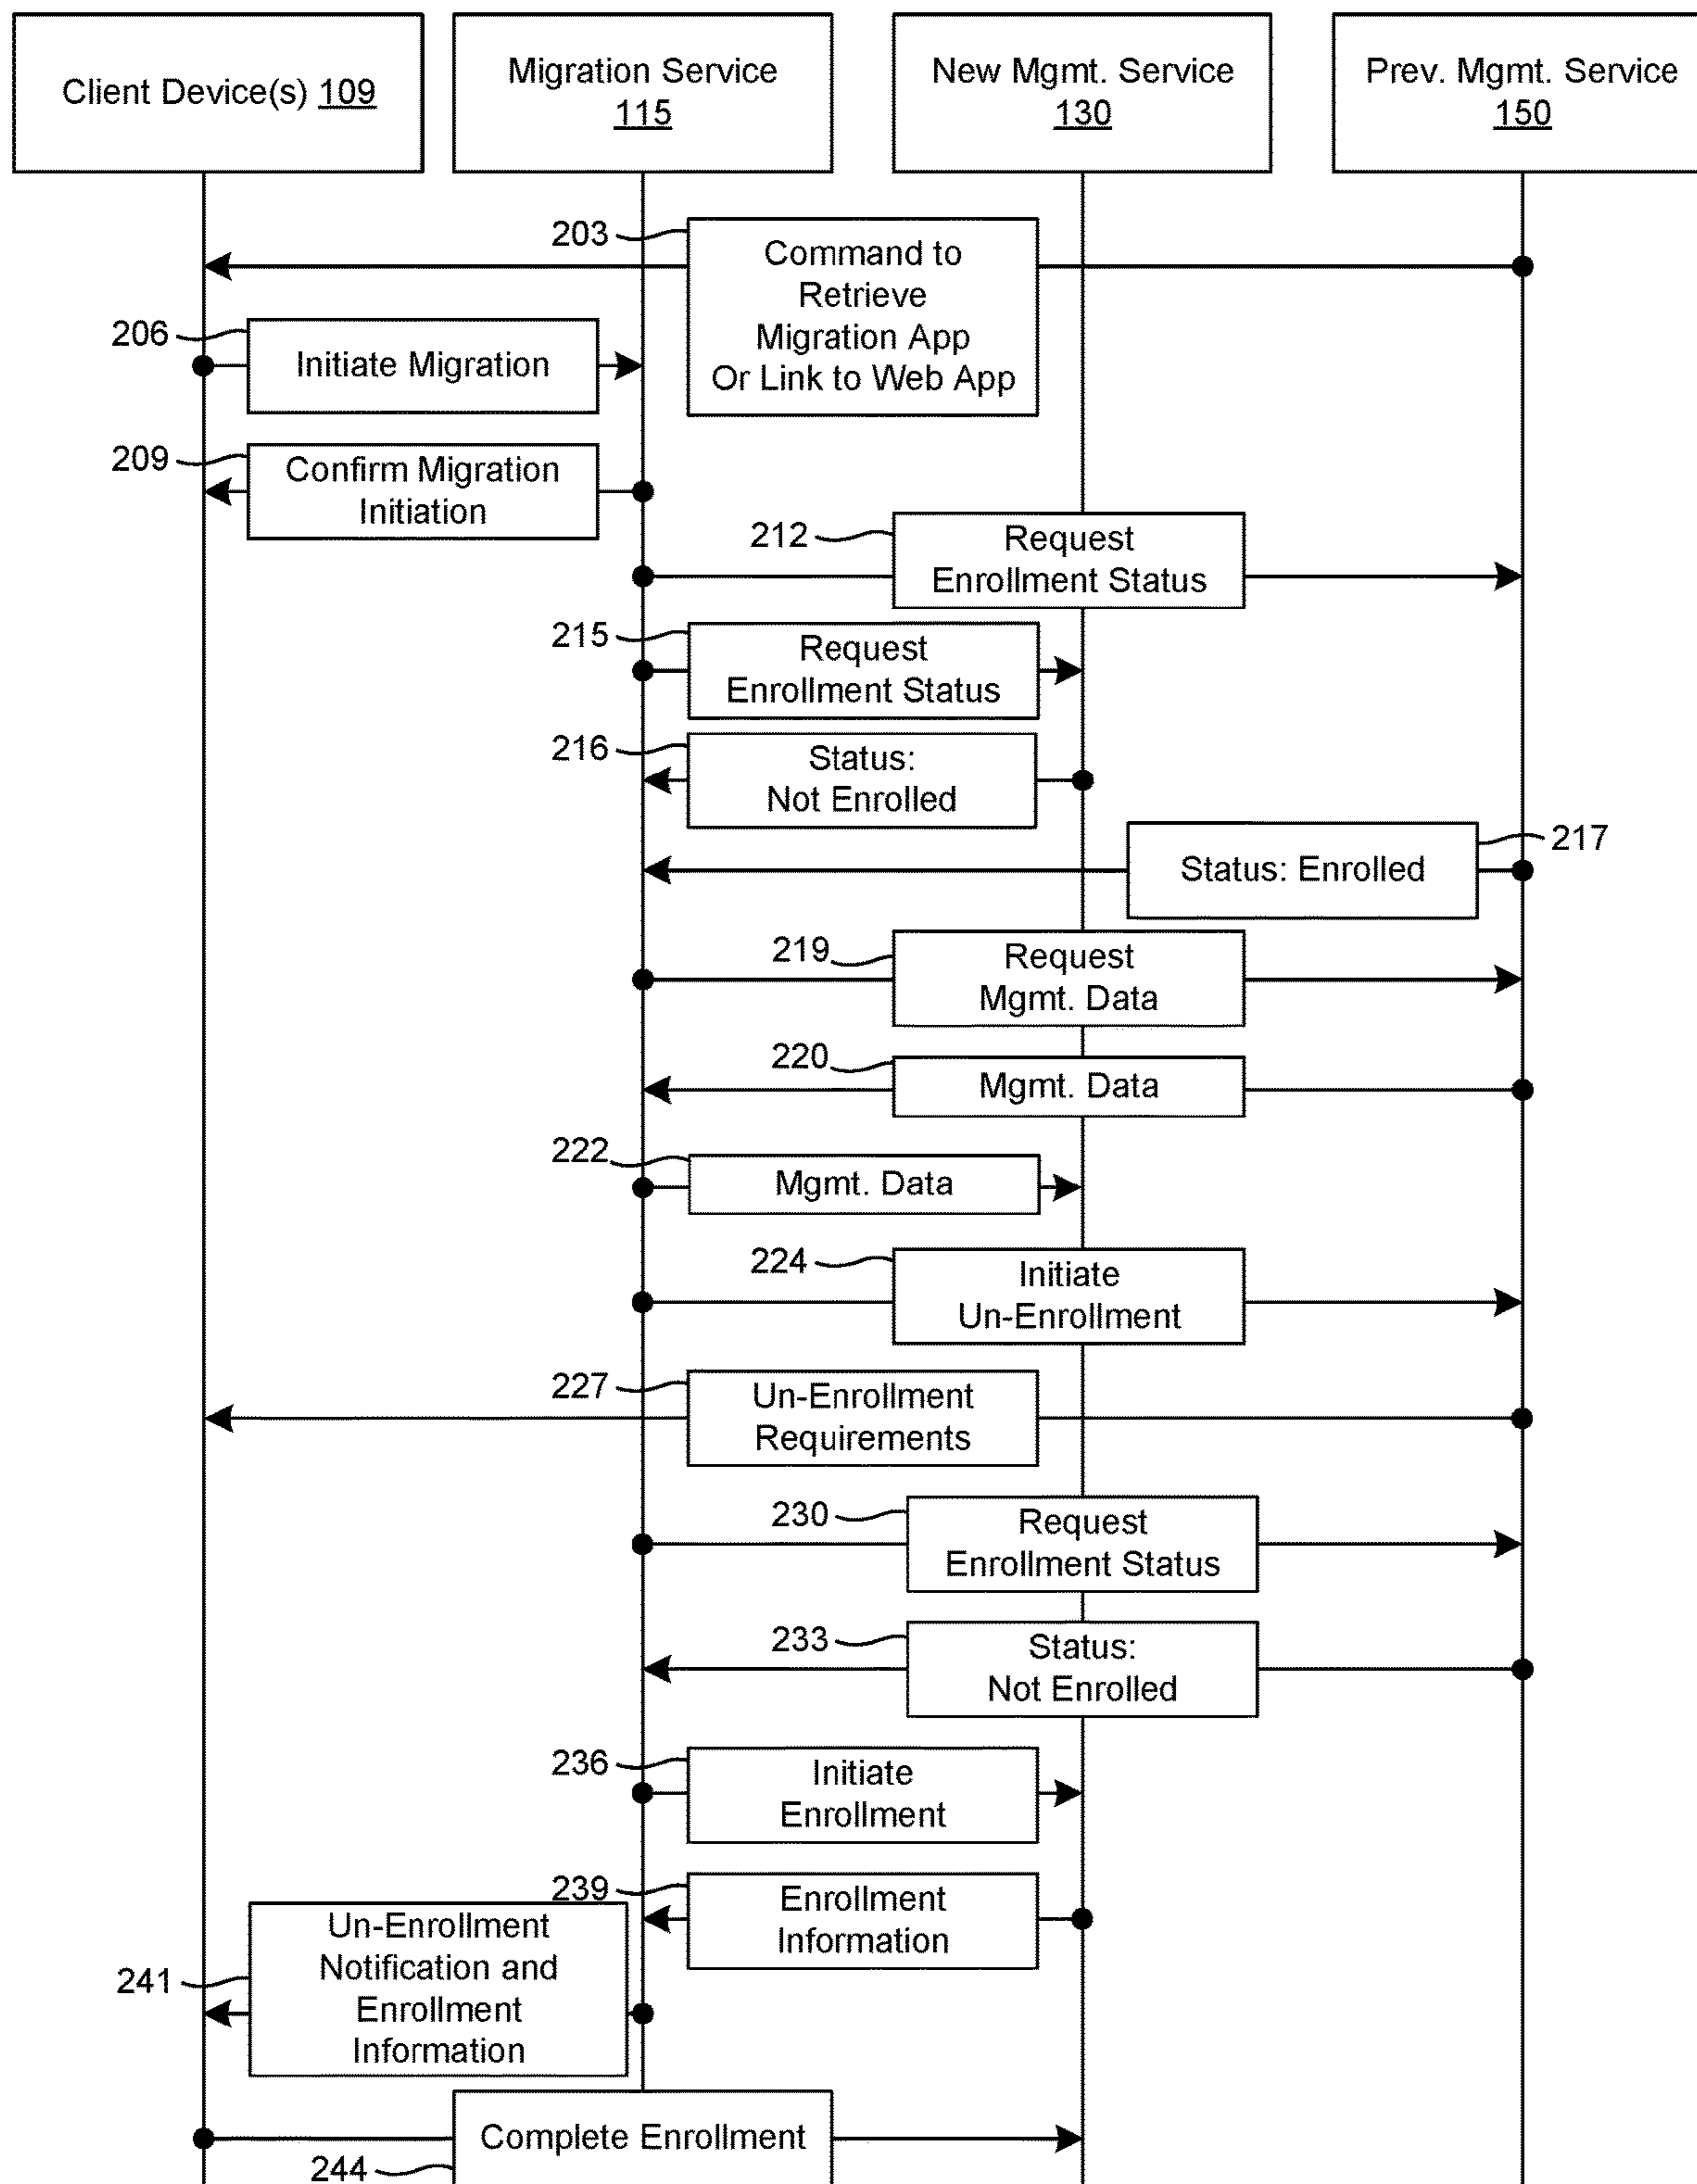 Client Device(s) 109
Migration Service
115
New Mgmt. Service
130
Prev. Mgmt. Service
150
203
Command to
Retrieve
Migration App
Or Link to Web App
206
Initiate Migration
209
Confirm Migration
Initiation
212
Request
Enrollment Status
215
Request
Enrollment Status
216
Status:
Not Enrolled
217
Status: Enrolled
219
Request
Mgmt. Data
220
Mgmt. Data
222
Mgmt. Data
224
Initiate
Un-Enrollment
227
Un-Enrollment
Requirements
230
Request
Enrollment Status
233
Status:
Not Enrolled
236
Initiate
Enrollment
239
Enrollment
Information
241
Un-Enrollment
Notification and
Enrollment
Information
Complete Enrollment
244